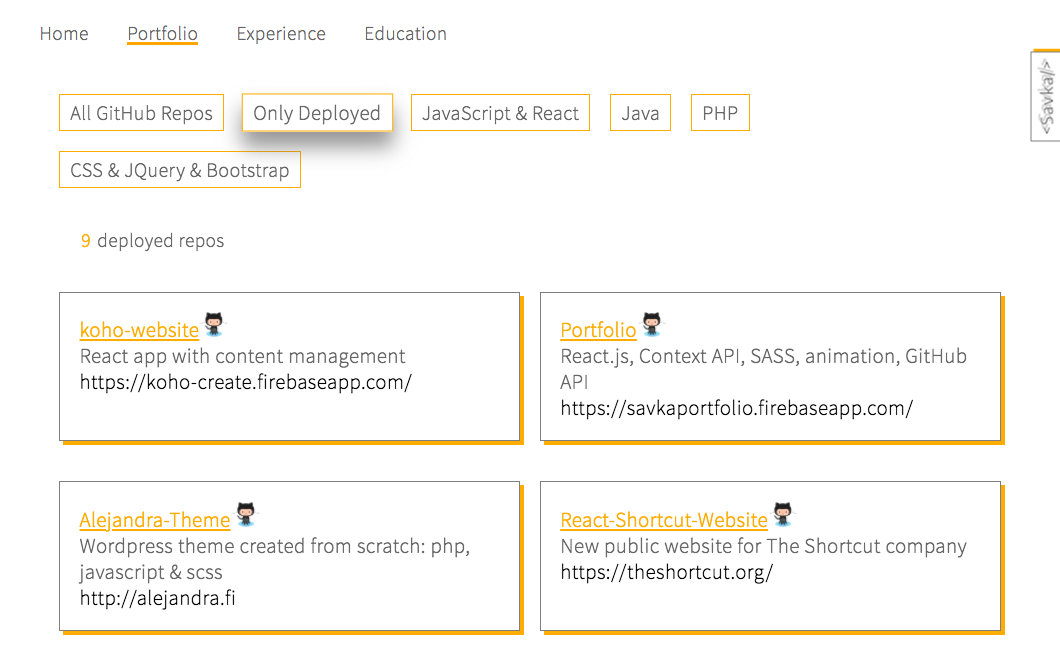 Home Portfolio Experience Education
<Savka/>
All GitHub Repos Only Deployed JavaScript & React Java PHP
CSS & JQuery & Bootstrap
9 deployed repos
koho-website
React app with content management
https://koho-create.firebaseapp.com/
Portfolio
React.js, Context API, SASS, animation, GitHub
API
https://savkaportfolio.firebaseapp.com/
Alejandra-Theme
Wordpress theme created from scratch: php,
javascript & scss
http://alejandra.fi
React-Shortcut-Website
New public website for The Shortcut company
https://theshortcut.org/